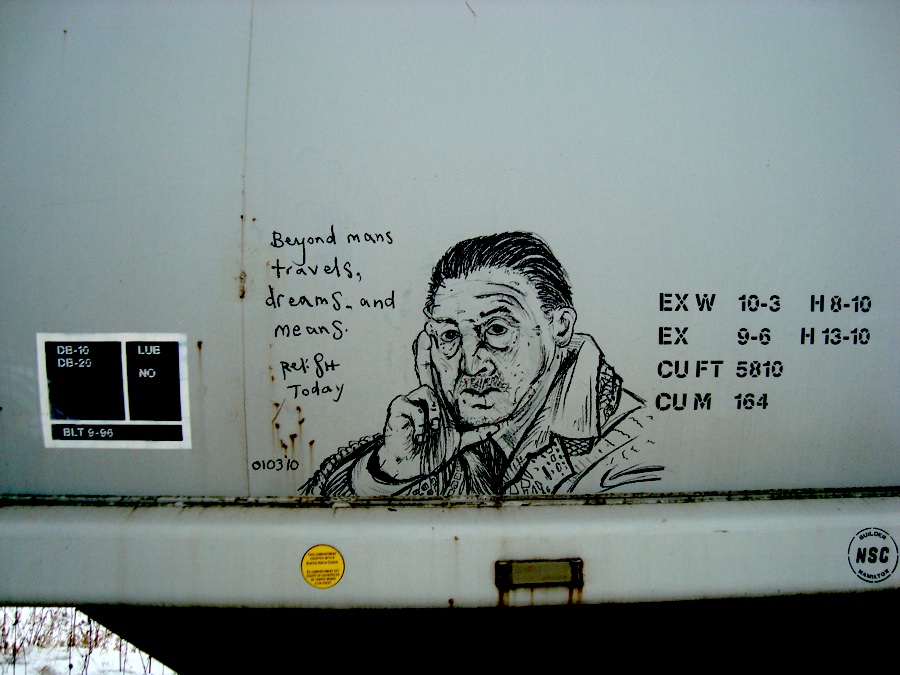 Beyond mans
travels,
dreams. and
means.
Today
010310
DB-10
DB-20
LUE
NO
BLT 9-96
EX W 10-3 H 8-10
EX 9-6 H 13-10
CU FT 5810
CU M 164
BUILDER
NSC
HAMILTON